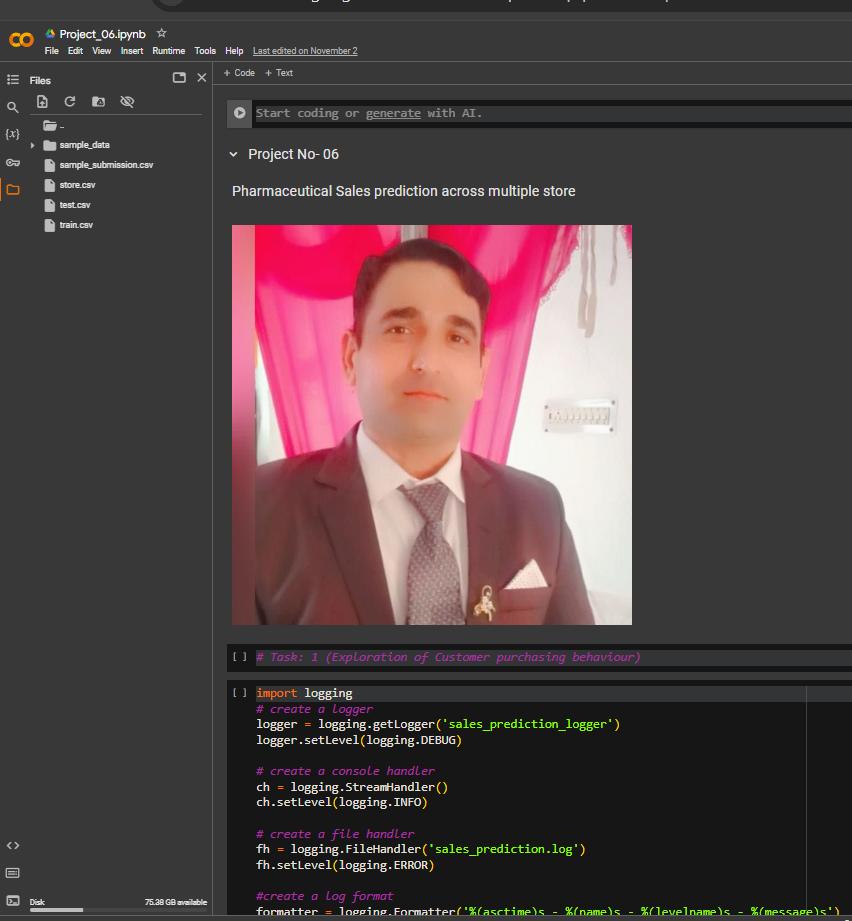 Project_06.ipynb
File Edit View Insert Runtime Tools Help Last edited on November 2
Files
+ Code + Text
..
sample_data
sample_submission.csv
store.csv
test.csv
train.csv
{x}
Start coding or generate with AI.
Project No- 06
Pharmaceutical Sales prediction across multiple store
[ ] # Task: 1 (Exploration of Customer purchasing behaviour)
[ ] import logging
# create a logger
logger = logging.getLogger('sales_prediction_logger')
logger.setLevel(logging.DEBUG)
# create a console handler
ch = logging.StreamHandler()
ch.setLevel(logging.INFO)
# create a file handler
fh = logging.FileHandler('sales_prediction.log')
fh.setLevel(logging.ERROR)
#create a log format
formatter = logging.Formatter('%(asctime)s - %(name)s - %(levelname)s - %(message)s')
Disk 75.38 GB available